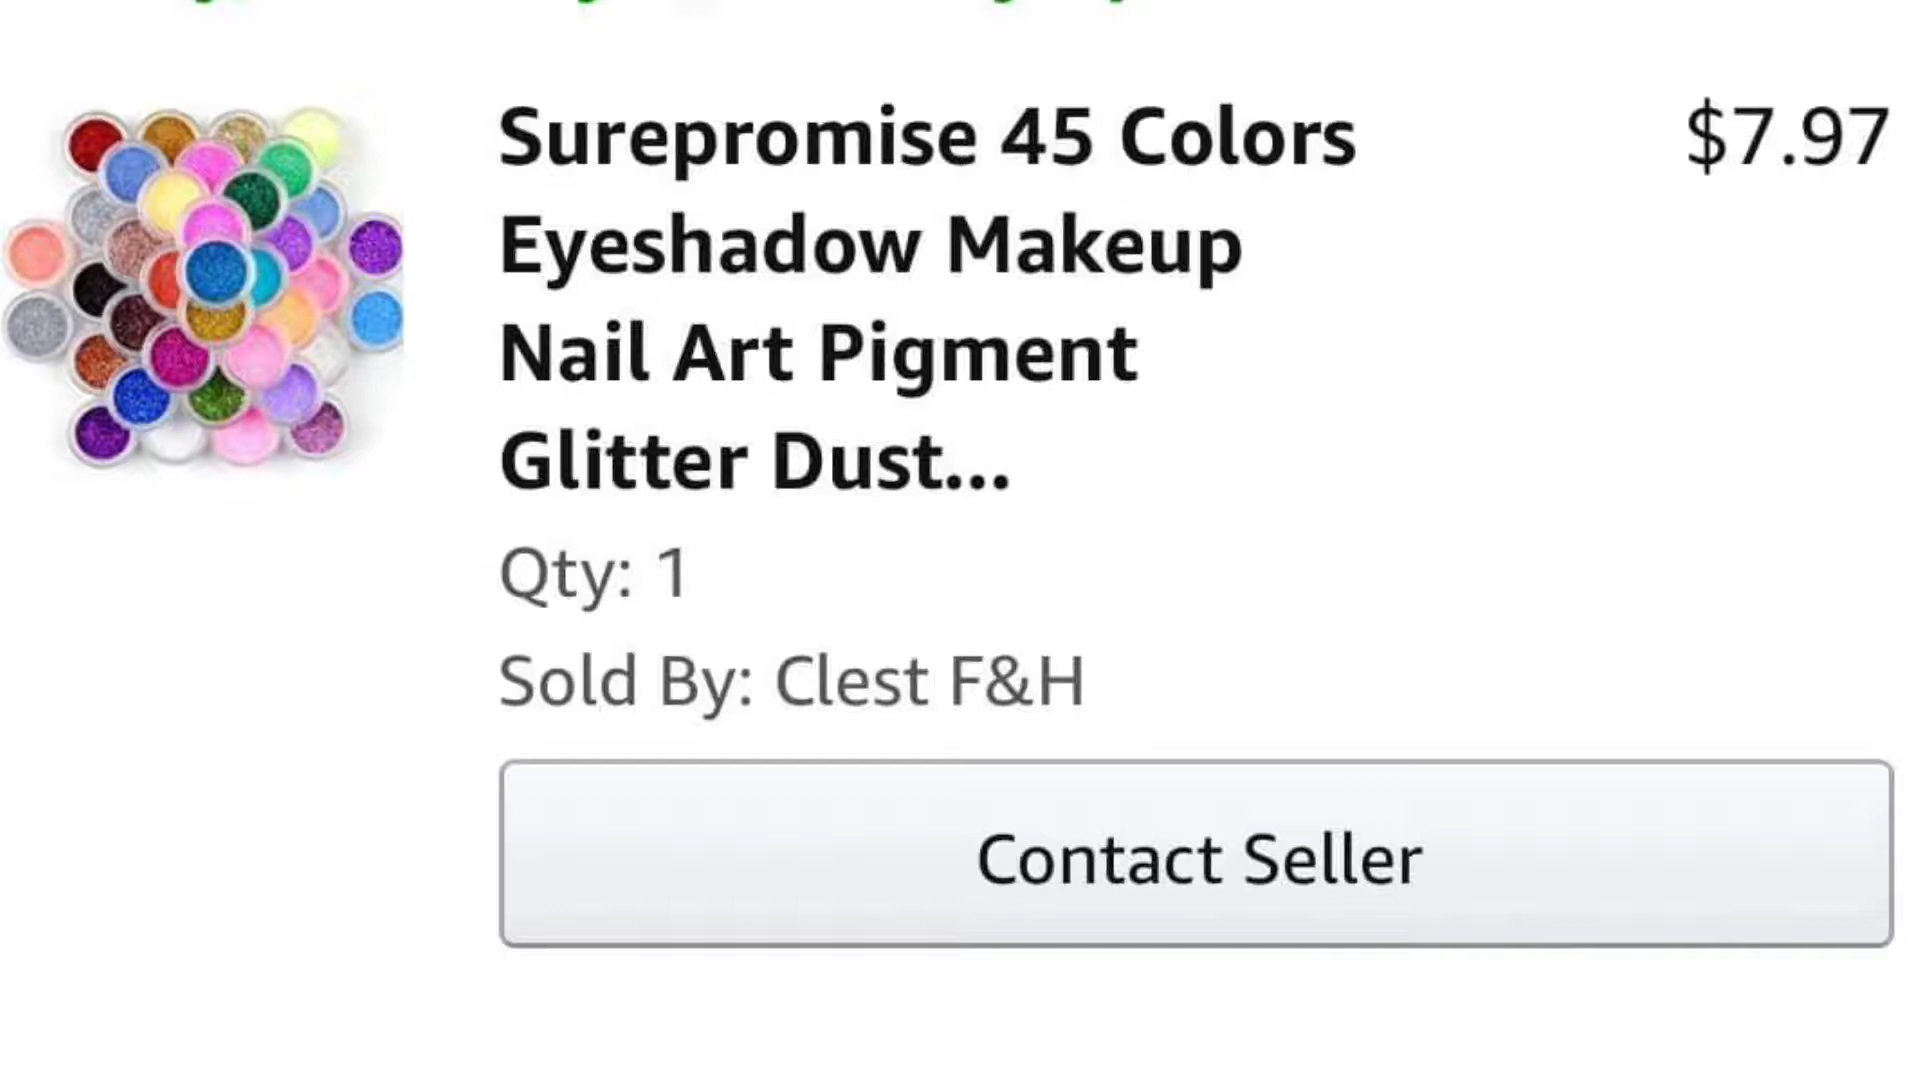 Surepromise 45 Colors
$7.97
Eyeshadow Makeup
Nail Art Pigment
Glitter Dust...
Qty: 1
Sold By: Clest F&H
Contact Seller